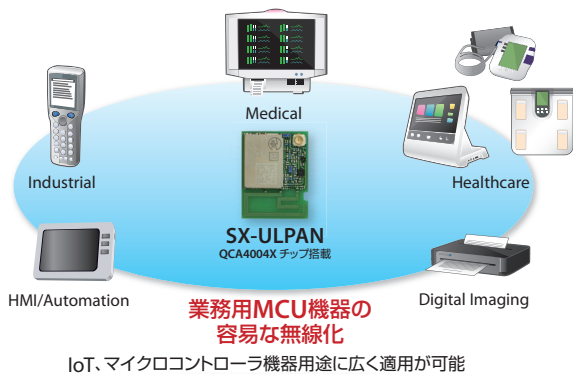 Medical
Industrial
Healthcare
SX-ULPAN
QCA4004X チップ搭載
HMI/Automation
Digital Imaging
業務用MCU機器の
容易な無線化
IoT、マイクロコントローラ機器用途に広く適用が可能